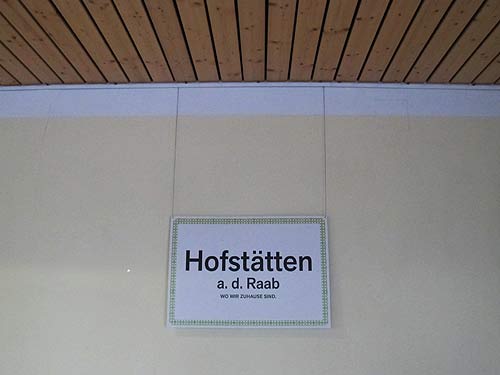 Hofstätten
a. d. Raab
WO WIR ZUHAUSE SIND.